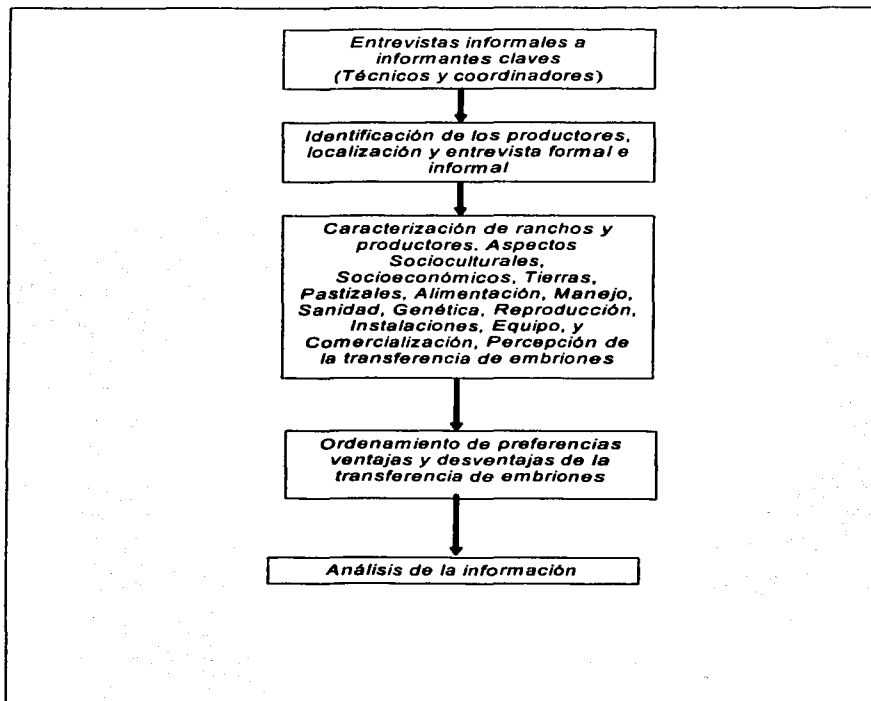 Entrevistas informales a
informantes claves
(Técnicos y coordinadores)
Identificación de los productores,
localización y entrevista formal e
informal
Caracterización de ranchos y
productores. Aspectos
Socioculturales,
Socioeconómicos, Tierras,
Pastizales, Alimentación, Manejo,
Sanidad, Genética, Reproducción,
Instalaciones, Equipo, y
Comercialización, Percepción de
la transferencia de embriones
Ordenamiento de preferencias
ventajas y desventajas de la
transferencia de embriones
Análisis de la información